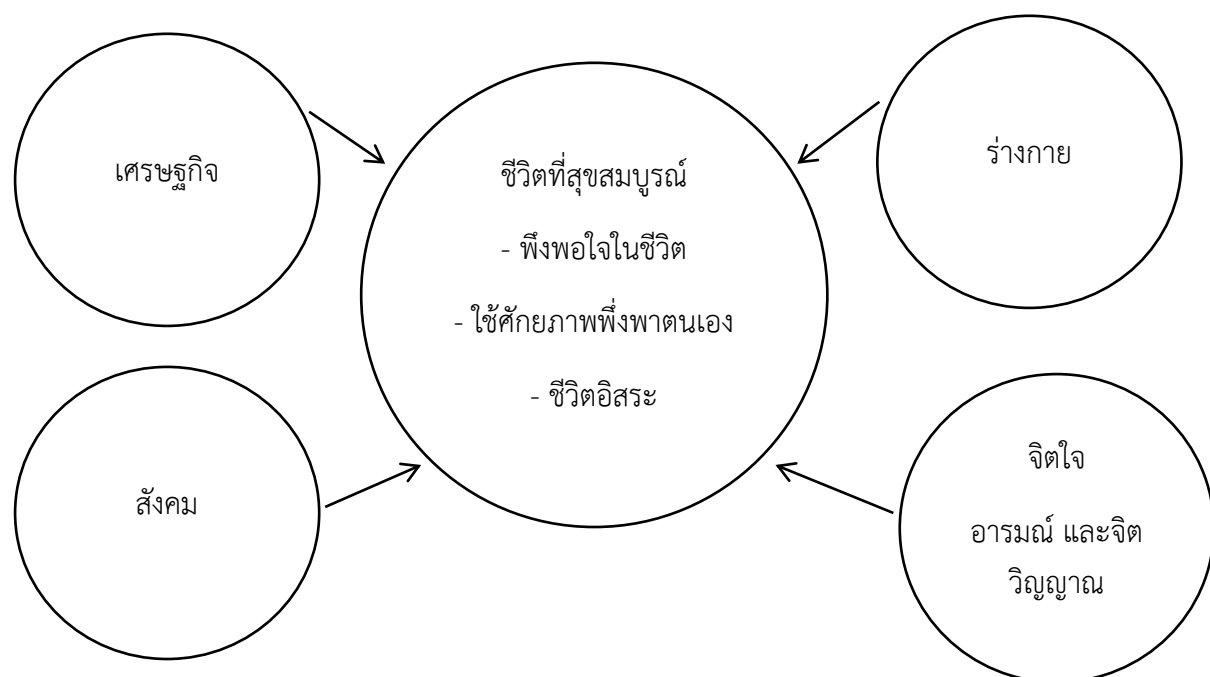 เศรษฐกิจ
ชีวิตที่สุขสมบูรณ์
- พึงพอใจในชีวิต
- ใช้ศักยภาพพึ่งพาตนเอง
- ชีวิตอิสระ
ร่างกาย
สังคม
จิตใจ
อารมณ์ และจิต
วิญญาณ